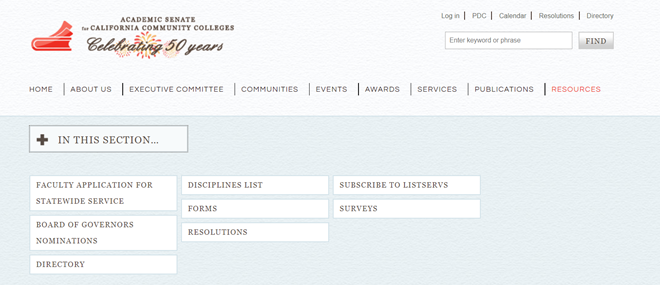 ACADEMIC SENATE
for CALIFORNIA COMMUNITY COLLEGES
Celebrating 50 years
Log in | PDC | Calendar | Resolutions | Directory
Enter keyword or phrase
FIND
HOME | ABOUT US | EXECUTIVE COMMITTEE | COMMUNITIES | EVENTS | AWARDS | SERVICES | PUBLICATIONS | RESOURCES
IN THIS SECTION...
FACULTY APPLICATION FOR
STATEWIDE SERVICE
BOARD OF GOVERNORS
NOMINATIONS
DIRECTORY
DISCIPLINES LIST
FORMS
RESOLUTIONS
SUBSCRIBE TO LISTSERVS
SURVEYS